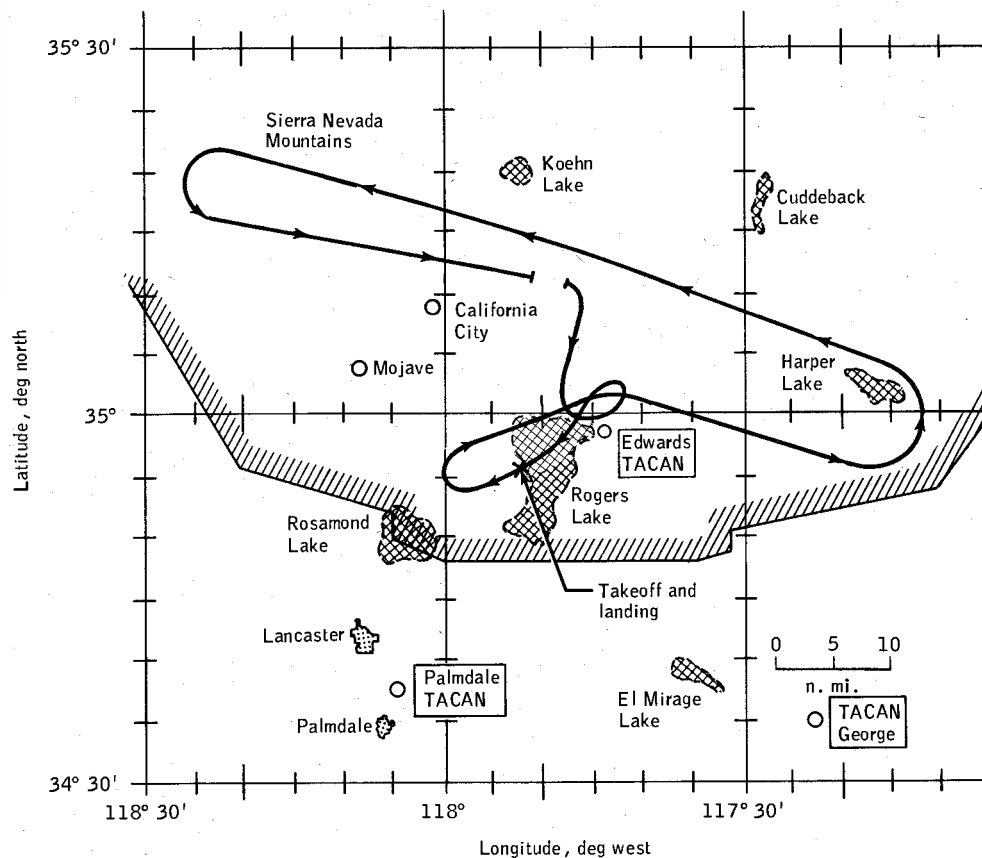 35° 30'
Sierra Nevada
Mountains
Koehn
Lake
Cuddeback
Lake
California
City
Mojave
Harper
Lake
Latitude, deg north
35°
Edwards
TACAN
Rogers
Lake
Rosamond
Lake
Takeoff and
landing
Lancaster
0 5 10
n. mi.
Palmdale
TACAN
El Mirage
Lake
TACAN
George
Palmdale
34° 30'
118° 30' 118° 117° 30'
Longitude, deg west